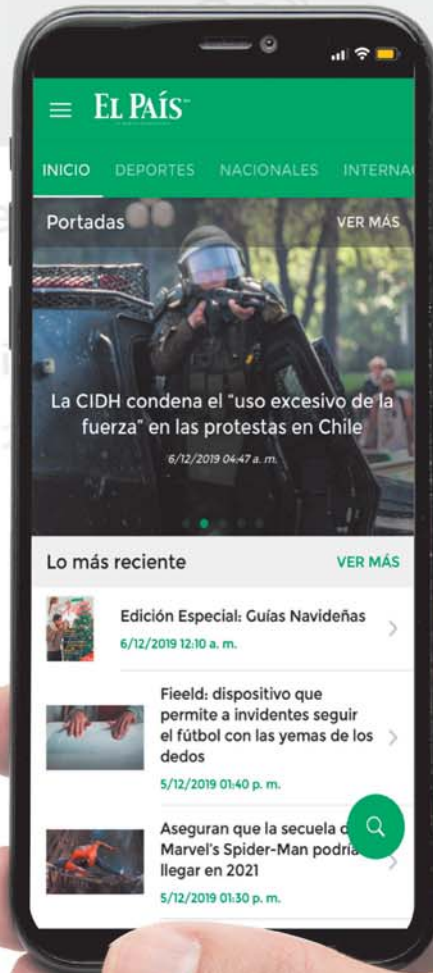 EL PAÍS
INICIO DEPORTES NACIONALES INTERNA
Portadas VER MÁS
La CIDH condena el "uso excesivo de la
fuerza" en las protestas en Chile
6/12/2019 04:47 a. m.
Lo más reciente VER MÁS
Edición Especial: Guías Navideñas
6/12/2019 12:10 a. m.
Fieeld: dispositivo que
permite a invidentes seguir
el fútbol con las yemas de los
dedos
5/12/2019 01:40 p. m.
Aseguran que la secuela d
Marvel's Spider-Man podría
llegar en 2021
5/12/2019 01:30 p. m.